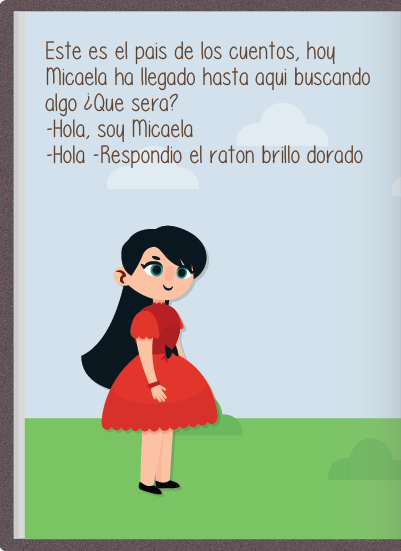 Este es el pais de los cuentos, hoy
Micaela ha llegado hasta aqui buscando
algo ¿Que sera?
-Hola, soy Micaela
-Hola -Respondio el raton brillo dorado